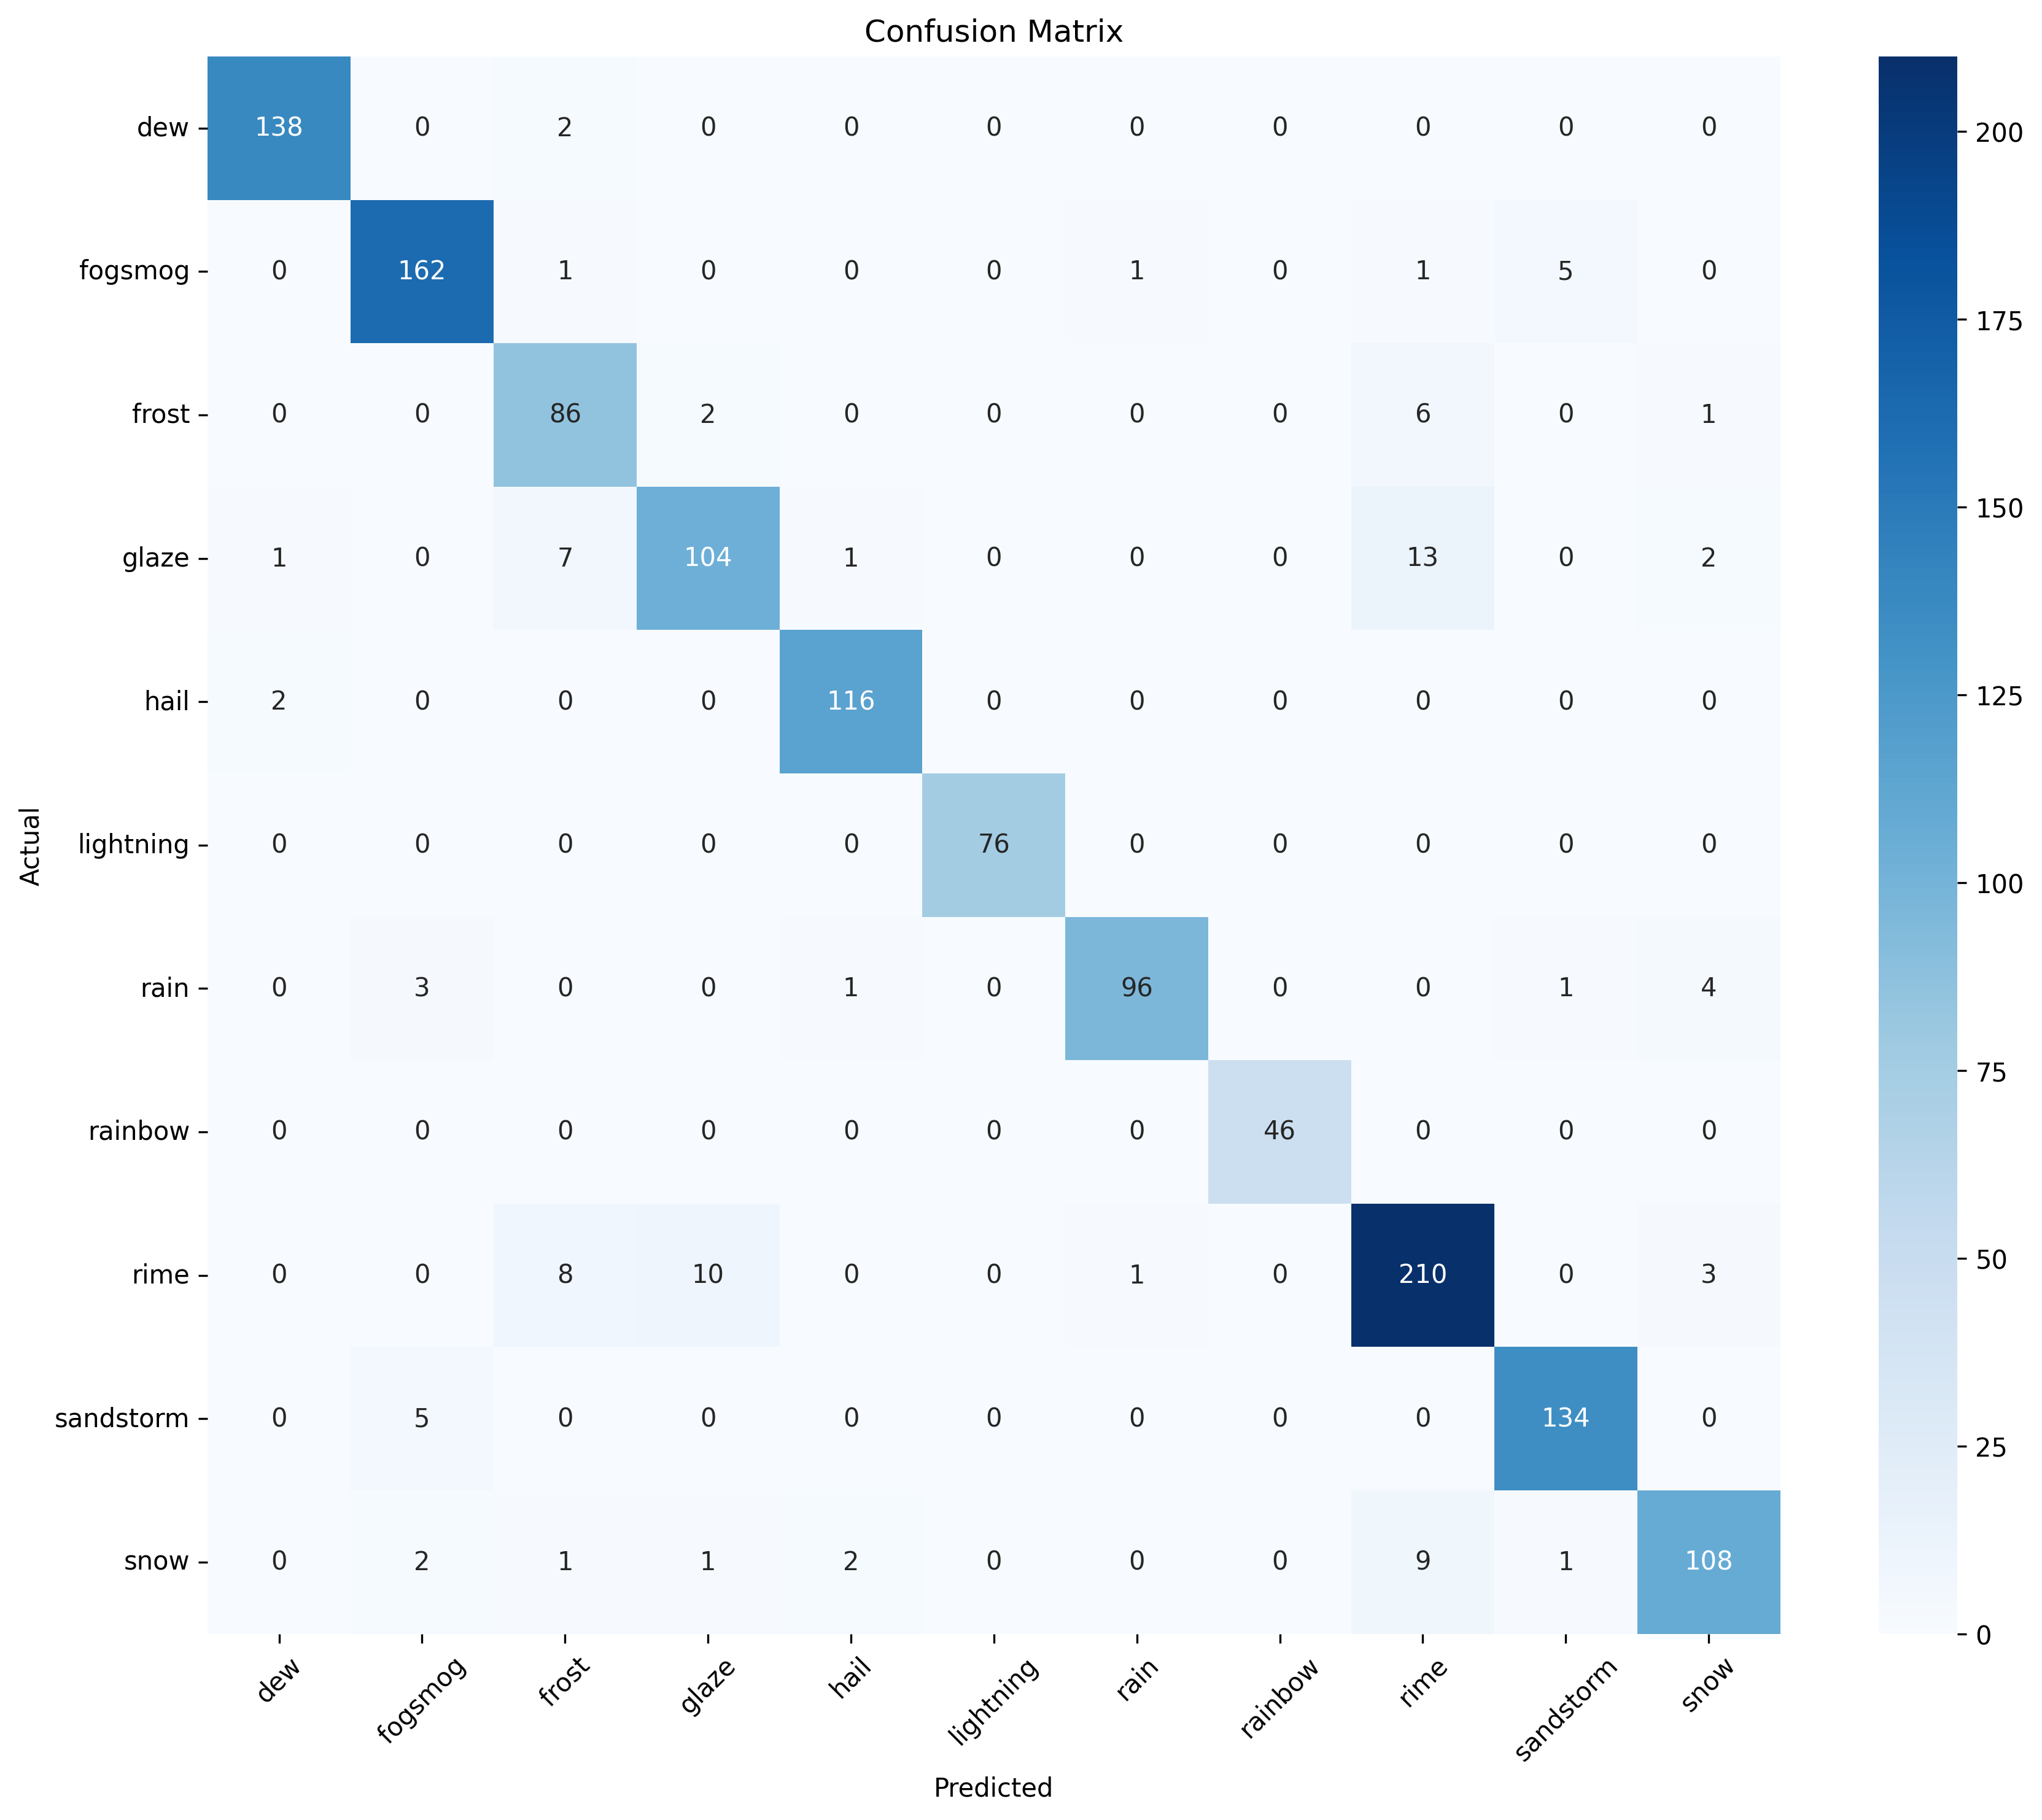 Confusion Matrix
dew 138 0 2 0 0 0 0 0 0 0 0
fogsmog 0 162 1 0 0 0 1 0 1 5 0
frost 0 0 86 2 0 0 0 0 6 0 1
glaze 1 0 7 104 1 0 0 0 13 0 2
hail 2 0 0 0 116 0 0 0 0 0 0
lightning 0 0 0 0 0 76 0 0 0 0 0
rain 0 3 0 0 1 0 96 0 0 1 4
rainbow 0 0 0 0 0 0 0 46 0 0 0
rime 0 0 8 10 0 0 1 0 210 0 3
sandstorm 0 5 0 0 0 0 0 0 0 134 0
snow 0 2 1 1 2 0 0 0 9 1 108
dew fogsmog frost glaze hail lightning rain rainbow rime sandstorm snow
Predicted
Actual
200
175
150
125
100
75
50
25
0